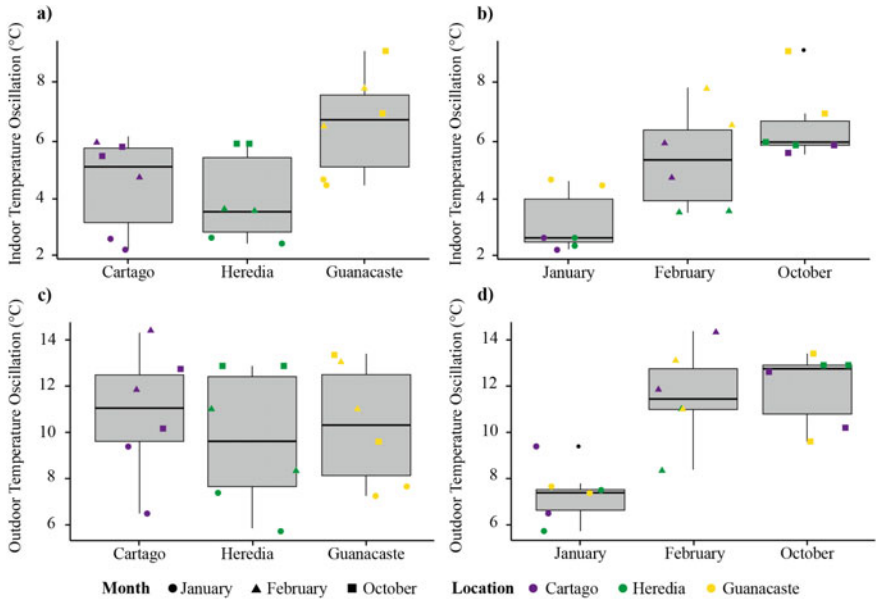 a)
Indoor Temperature Oscillation (°C)
8
6
4
2
Cartago Heredia Guanacaste
b)
Indoor Temperature Oscillation (°C)
8
6
4
2
January February October
c)
Outdoor Temperature Oscillation (°C)
14
12
10
8
6
Cartago Heredia Guanacaste
d)
Outdoor Temperature Oscillation (°C)
14
12
10
8
6
January February October
Month January February October Location Cartago Heredia Guanacaste